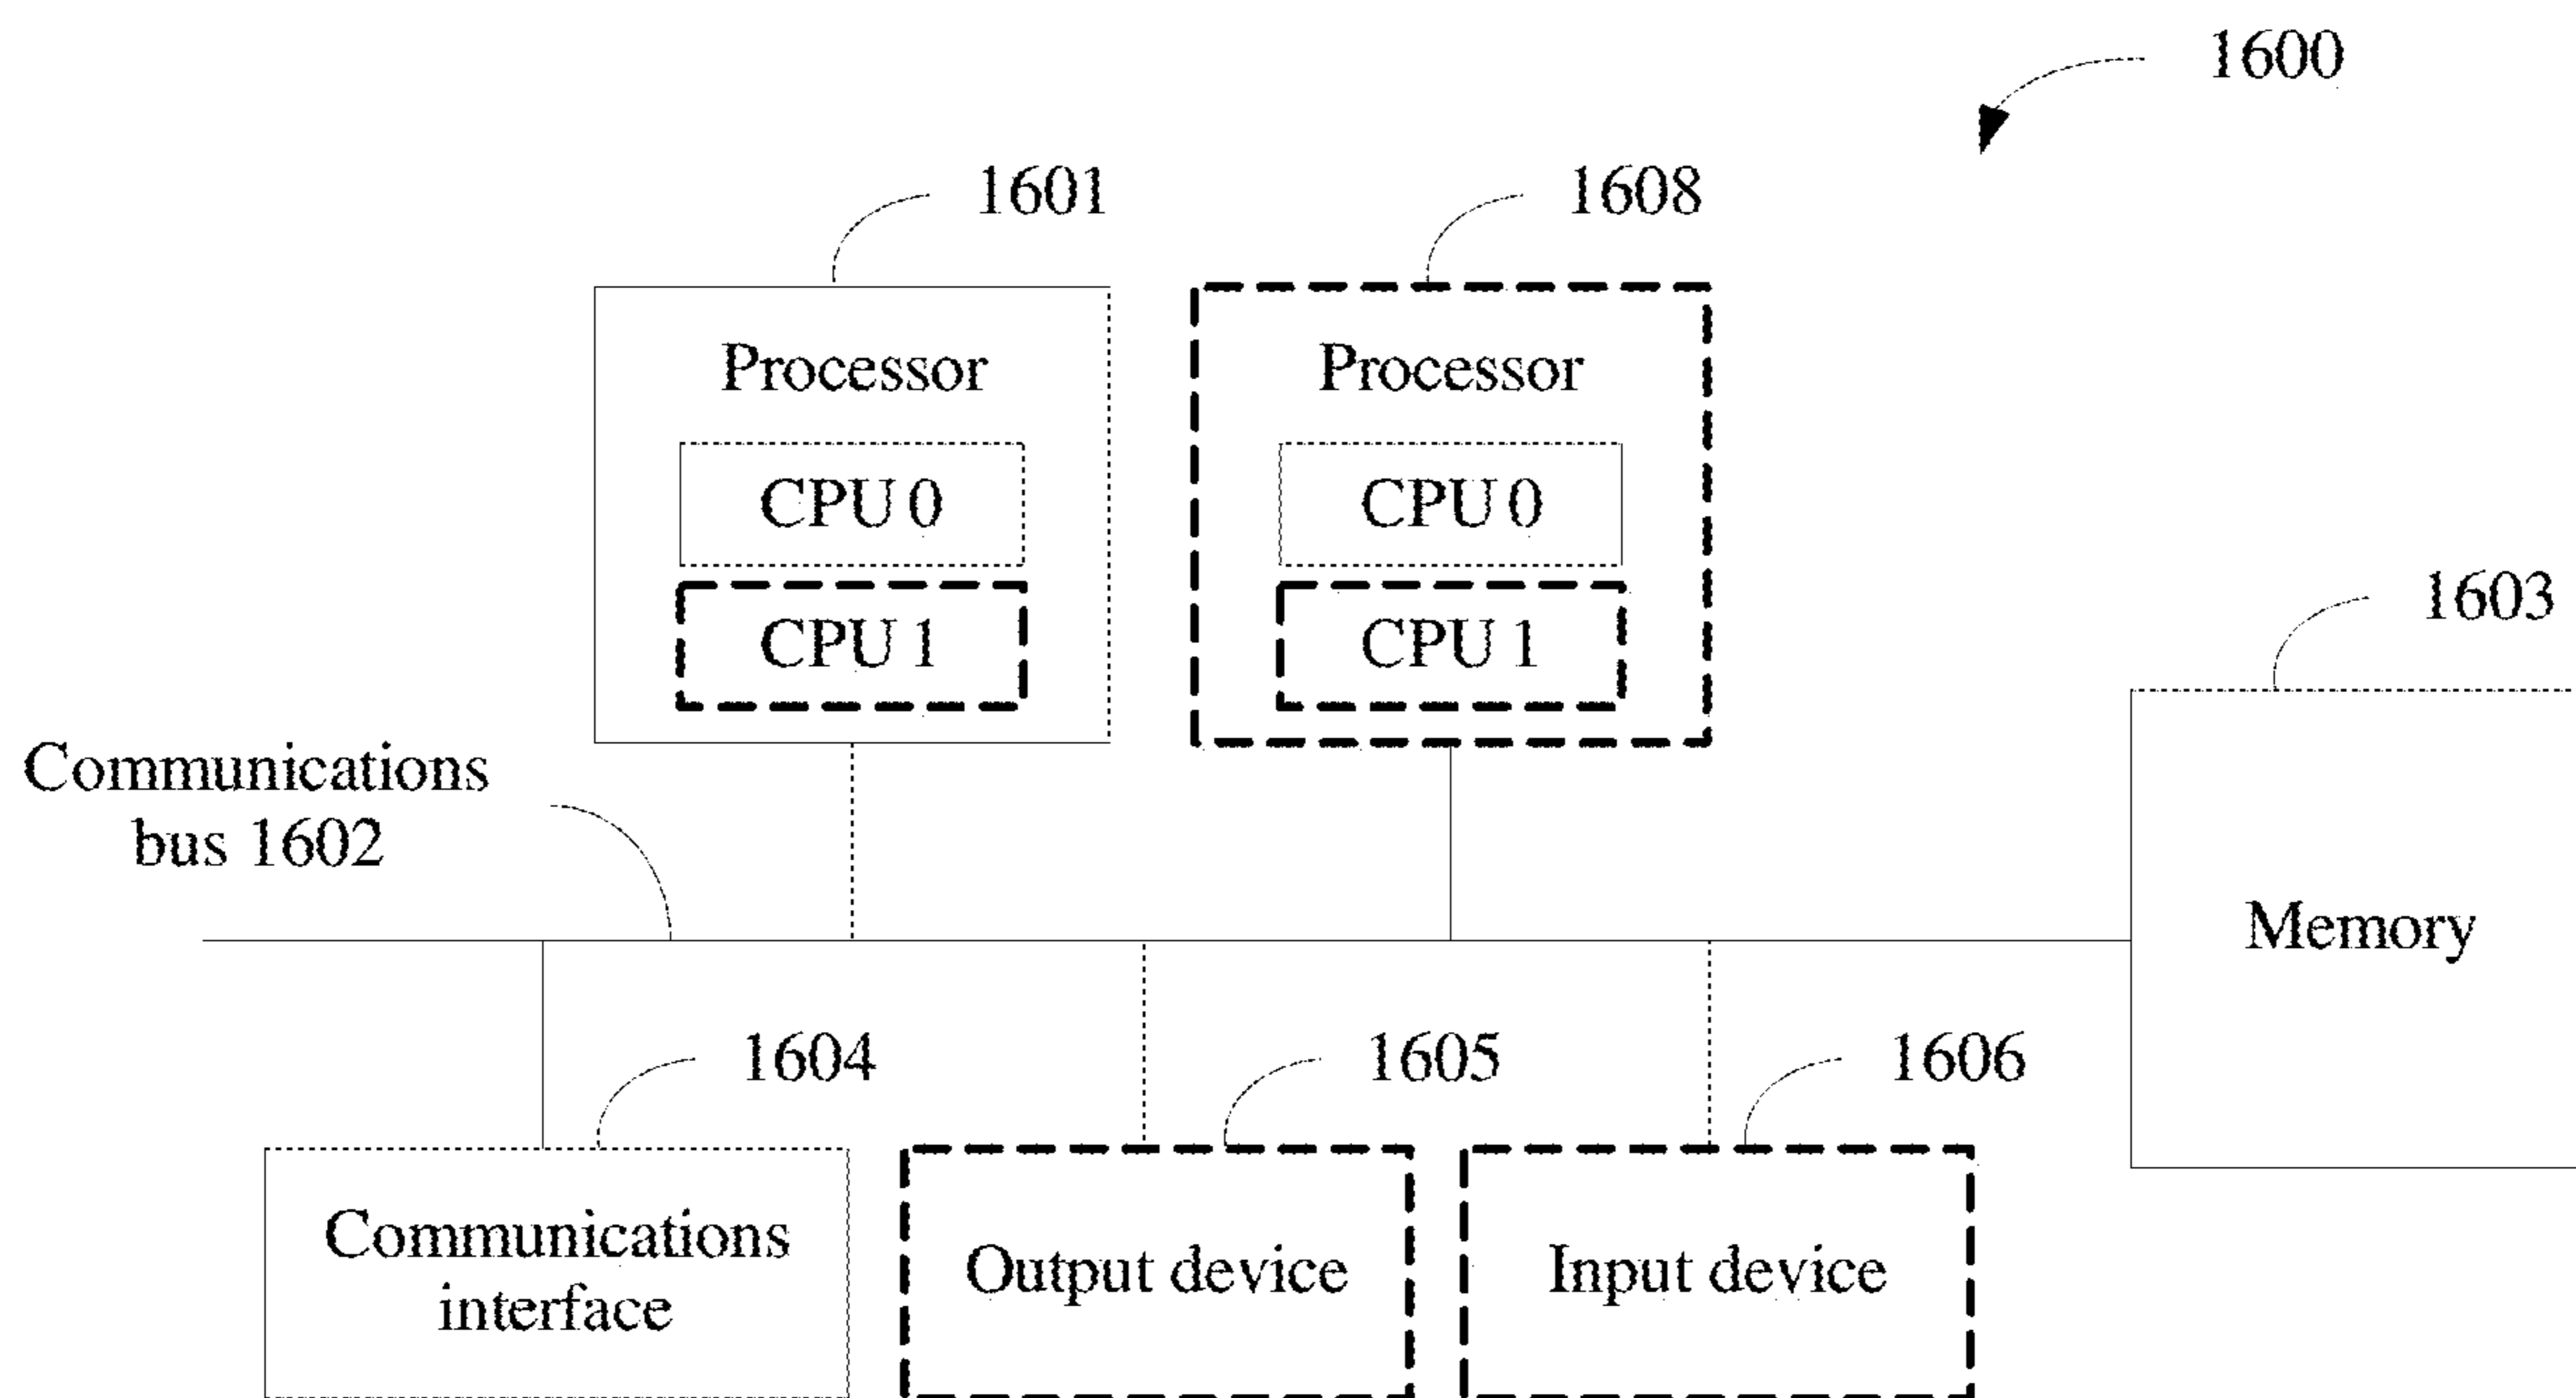 1600
1601
1608
Processor
Processor
CPU 0
CPU 0
CPU 1
CPU 1
1603
Communications
bus 1602
Memory
1604
1605
1606
Communications
interface
Output device
Input device